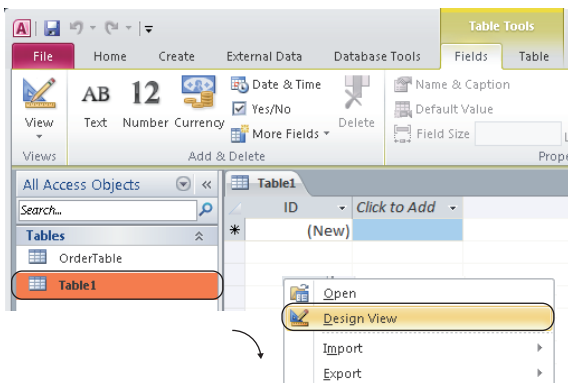 A
Table Tools
File Home Create External Data Database Tools Fields Table
View
AB Text
12 Number
Currency
Date & Time
Yes/No
More Fields
Delete
Name & Caption
Default Value
Field Size
Views Add & Delete Prope
All Access Objects
Search...
Tables
OrderTable
Table1
Table1
ID Click to Add
(New)
Open
Design View
Import
Export